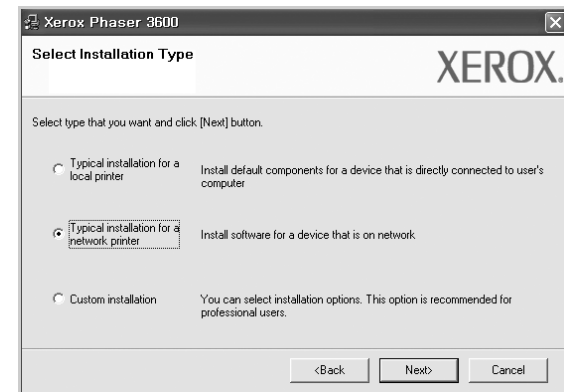 Xerox Phaser 3600
Select Installation Type
XEROX.
Select type that you want and click [Next] button.
Typical installation for a
local printer
Install default components for a device that is directly connected to user's
computer
Typical installation for a
network printer
Install software for a device that is on network
Custom installation
You can select installation options. This option is recommended for
professional users.
<Back
Next>
Cancel